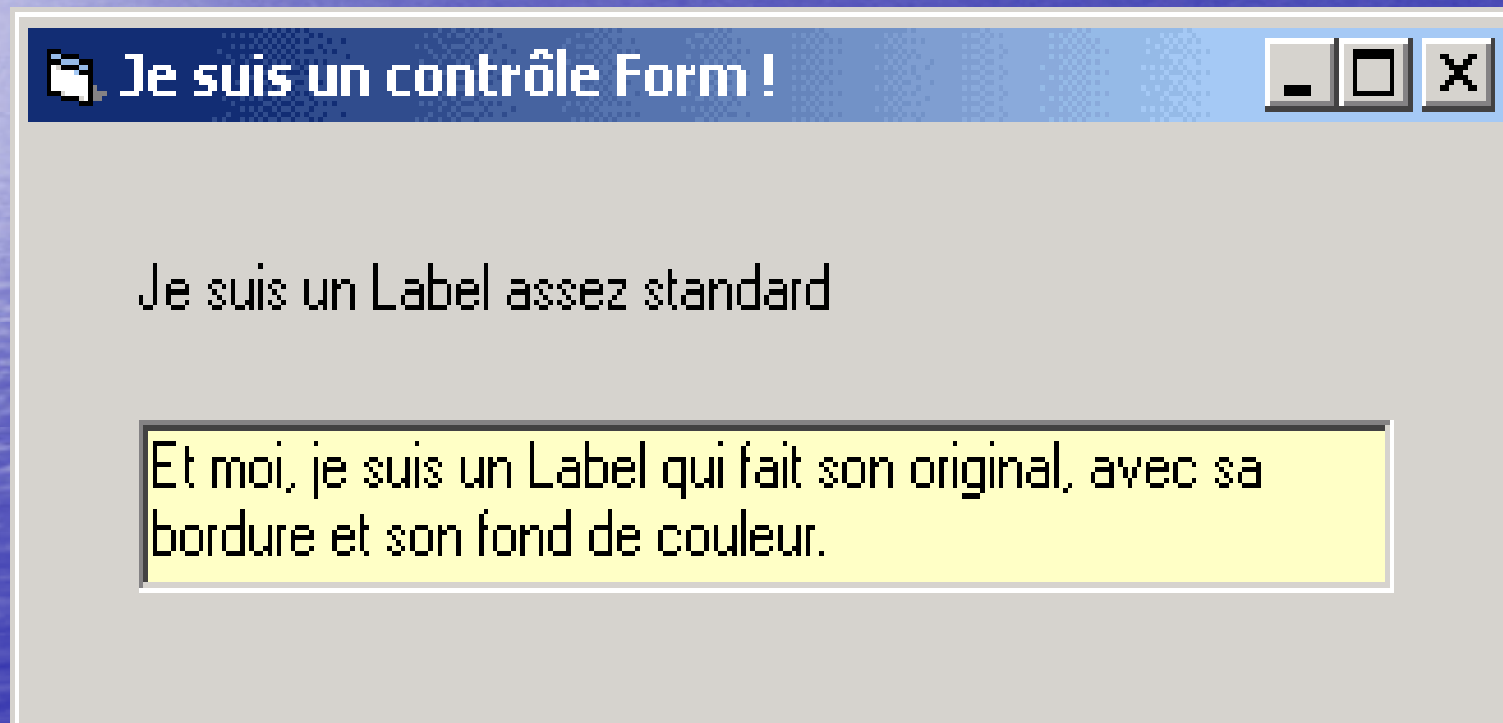 Je suis un contrôle Form !
Je suis un Label assez standard
Et moi, je suis un Label qui fait son original, avec sa
bordure et son fond de couleur.